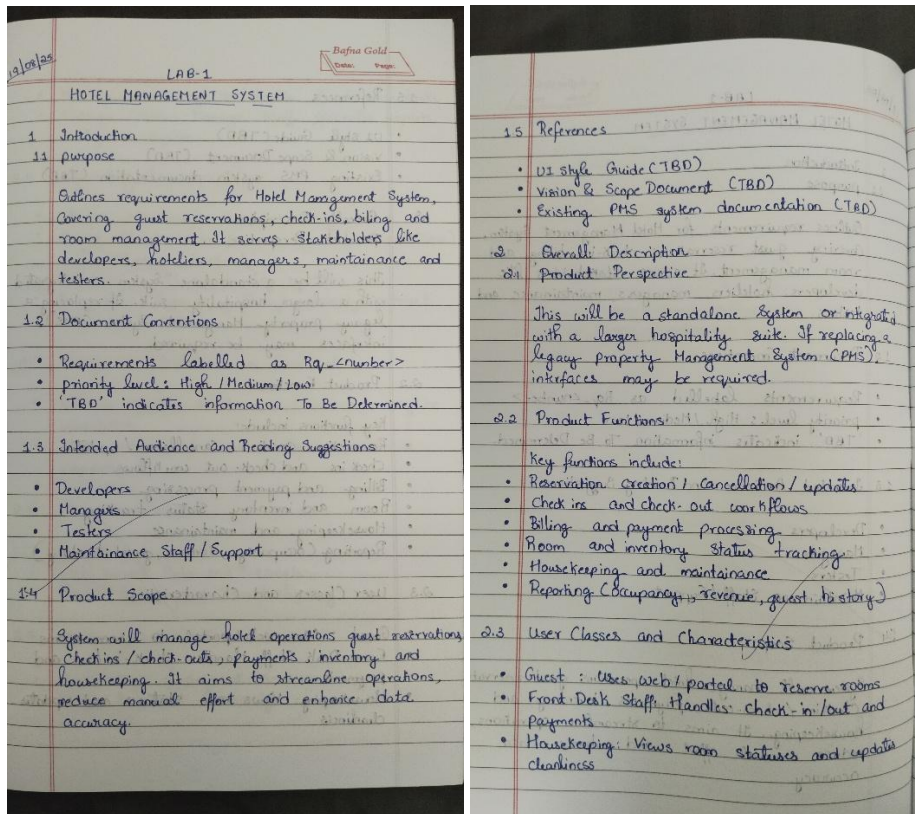 19/08/25
Bafna Gold
Date: Page:
LAB-1
HOTEL MANAGEMENT SYSTEM
1 Introduction
1.1 purpose
Outlines requirements for Hotel Management System,
Covering guest reservations, check-ins, biling and
room management. It serves stakeholders like
developers, hoteliers, managers, maintainance and
testers.
1.2 Document Conventions
• Requirements labelled as Rq-<number>
• priority level: High / Medium / Low
• 'TBD' indicates information To Be Determined.
1.3 Intended Audience and Reading Suggestions
• Developers
• Managers
• Testers
• Maintainance Staff / Support
1.4 Product Scope
System will manage hotel operations guest reservations,
Check ins / check-outs, payments, inventory and
housekeeping. It aims to streamline operations,
reduce manual effort and enhance data
accuracy.
1.5 References
• UI style Guide (TBD)
• Vision & Scope Document (TBD)
• Existing PMS system documentation (TBD)
2 Overall Description
2.1 Product Perspective
This will be a standalone System or integrated
with a larger hospitality suite. If replacing a
legacy property Management System (PMS),
interfaces may be required.
2.2 Product Functions
Key functions include:
• Reservation creation / Cancellation / updates
• Check ins and check-out workflows
• Billing and payment processing
• Room and inventory status tracking
• Housekeeping and maintainance
• Reporting (occupancy, revenue, guest history)
2.3 User Classes and Characteristics
• Guest : Uses web / portal to reserve rooms
• Front Desk Staff: Handles check-in /out and
payments
• Housekeeping: Views room statuses and updates
cleanliness